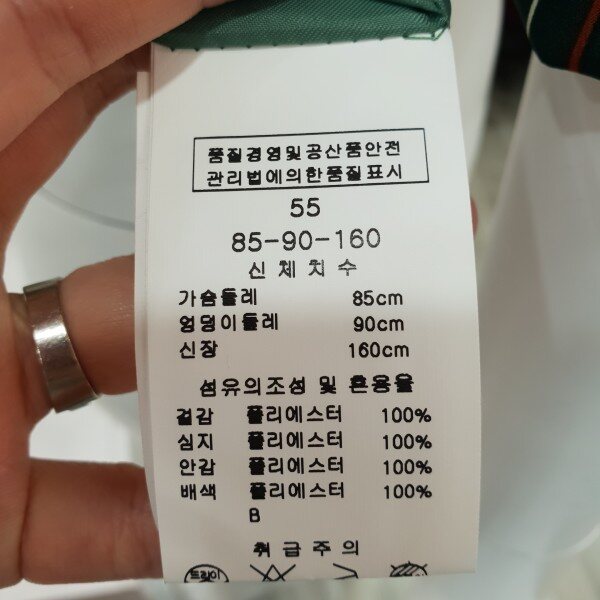 품질경영및공산품안전
관리법에의한품질표시
55
85-90-160
신체치수
가슴둘레 85cm
엉덩이둘레 90cm
신장 160cm
섬유의조성 및 혼용율
겉감 폴리에스터 100%
심지 폴리에스터 100%
안감 폴리에스터 100%
배색 폴리에스터 100%
B
취급주의
드라이